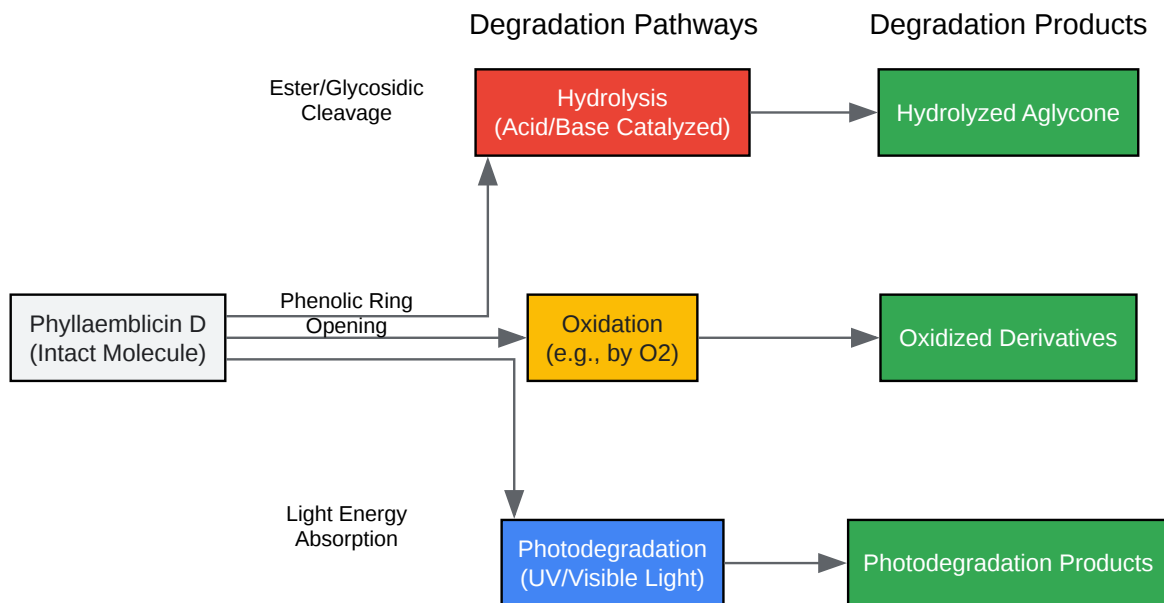 Degradation Pathways
Degradation Products
Ester/Glycosidic
Cleavage
Hydrolysis
(Acid/Base Catalyzed)
Hydrolyzed Aglycone
Phyllaemblicin D
(Intact Molecule)
Phenolic Ring
Opening
Oxidation
(e.g., by O2)
Oxidized Derivatives
Light Energy
Absorption
Photodegradation
(UV/Visible Light)
Photodegradation Products